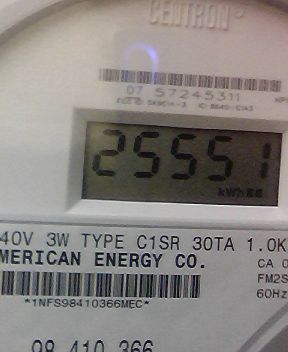 CENTRON®
07 57245311
25551
kWh
40V 3W TYPE C1SR 30TA 1.0K
MERICAN ENERGY CO.
CA 0
FM2S
60Hz
*1NFS98410366MEC*
98 410 366